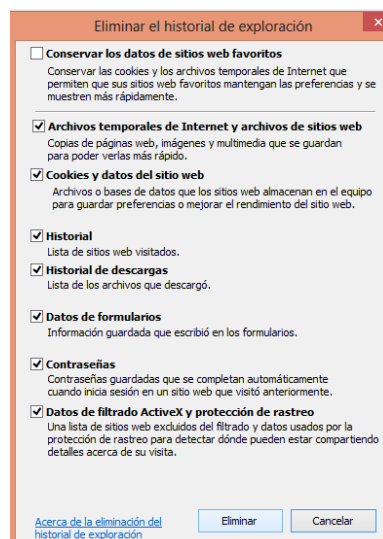 Eliminar el historial de exploración
Conservar los datos de sitios web favoritos
Conservar las cookies y los archivos temporales de Internet que
permiten que sus sitios web favoritos mantengan las preferencias y se
muestren más rápidamente.
Archivos temporales de Internet y archivos de sitios web
Copias de páginas web, imágenes y multimedia que se guardan
para poder verlas más rápido.
Cookies y datos del sitio web
Archivos o bases de datos que los sitios web almacenan en el equipo
para guardar preferencias o mejorar el rendimiento del sitio web.
Historial
Lista de sitios web visitados.
Historial de descargas
Lista de los archivos que descargó.
Datos de formularios
Información guardada que escribió en los formularios.
Contraseñas
Contraseñas guardadas que se completan automáticamente
cuando inicia sesión en un sitio web que visitó anteriormente.
Datos de filtrado ActiveX y protección de rastreo
Una lista de sitios web excluidos del filtrado y datos usados por la
protección de rastreo para detectar dónde pueden estar compartiendo
detalles acerca de su visita.
Acerca de la eliminación del
historial de exploración
Eliminar
Cancelar